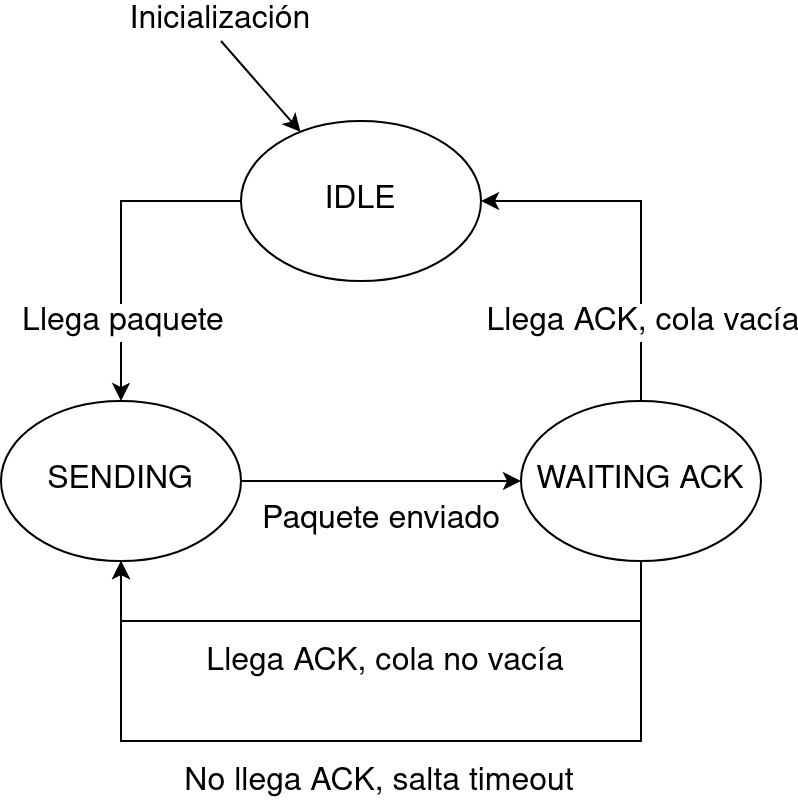 Inicialización
IDLE
Llega paquete
Llega ACK, cola vacía
SENDING
WAITING ACK
Paquete enviado
Llega ACK, cola no vacía
No llega ACK, salta timeout